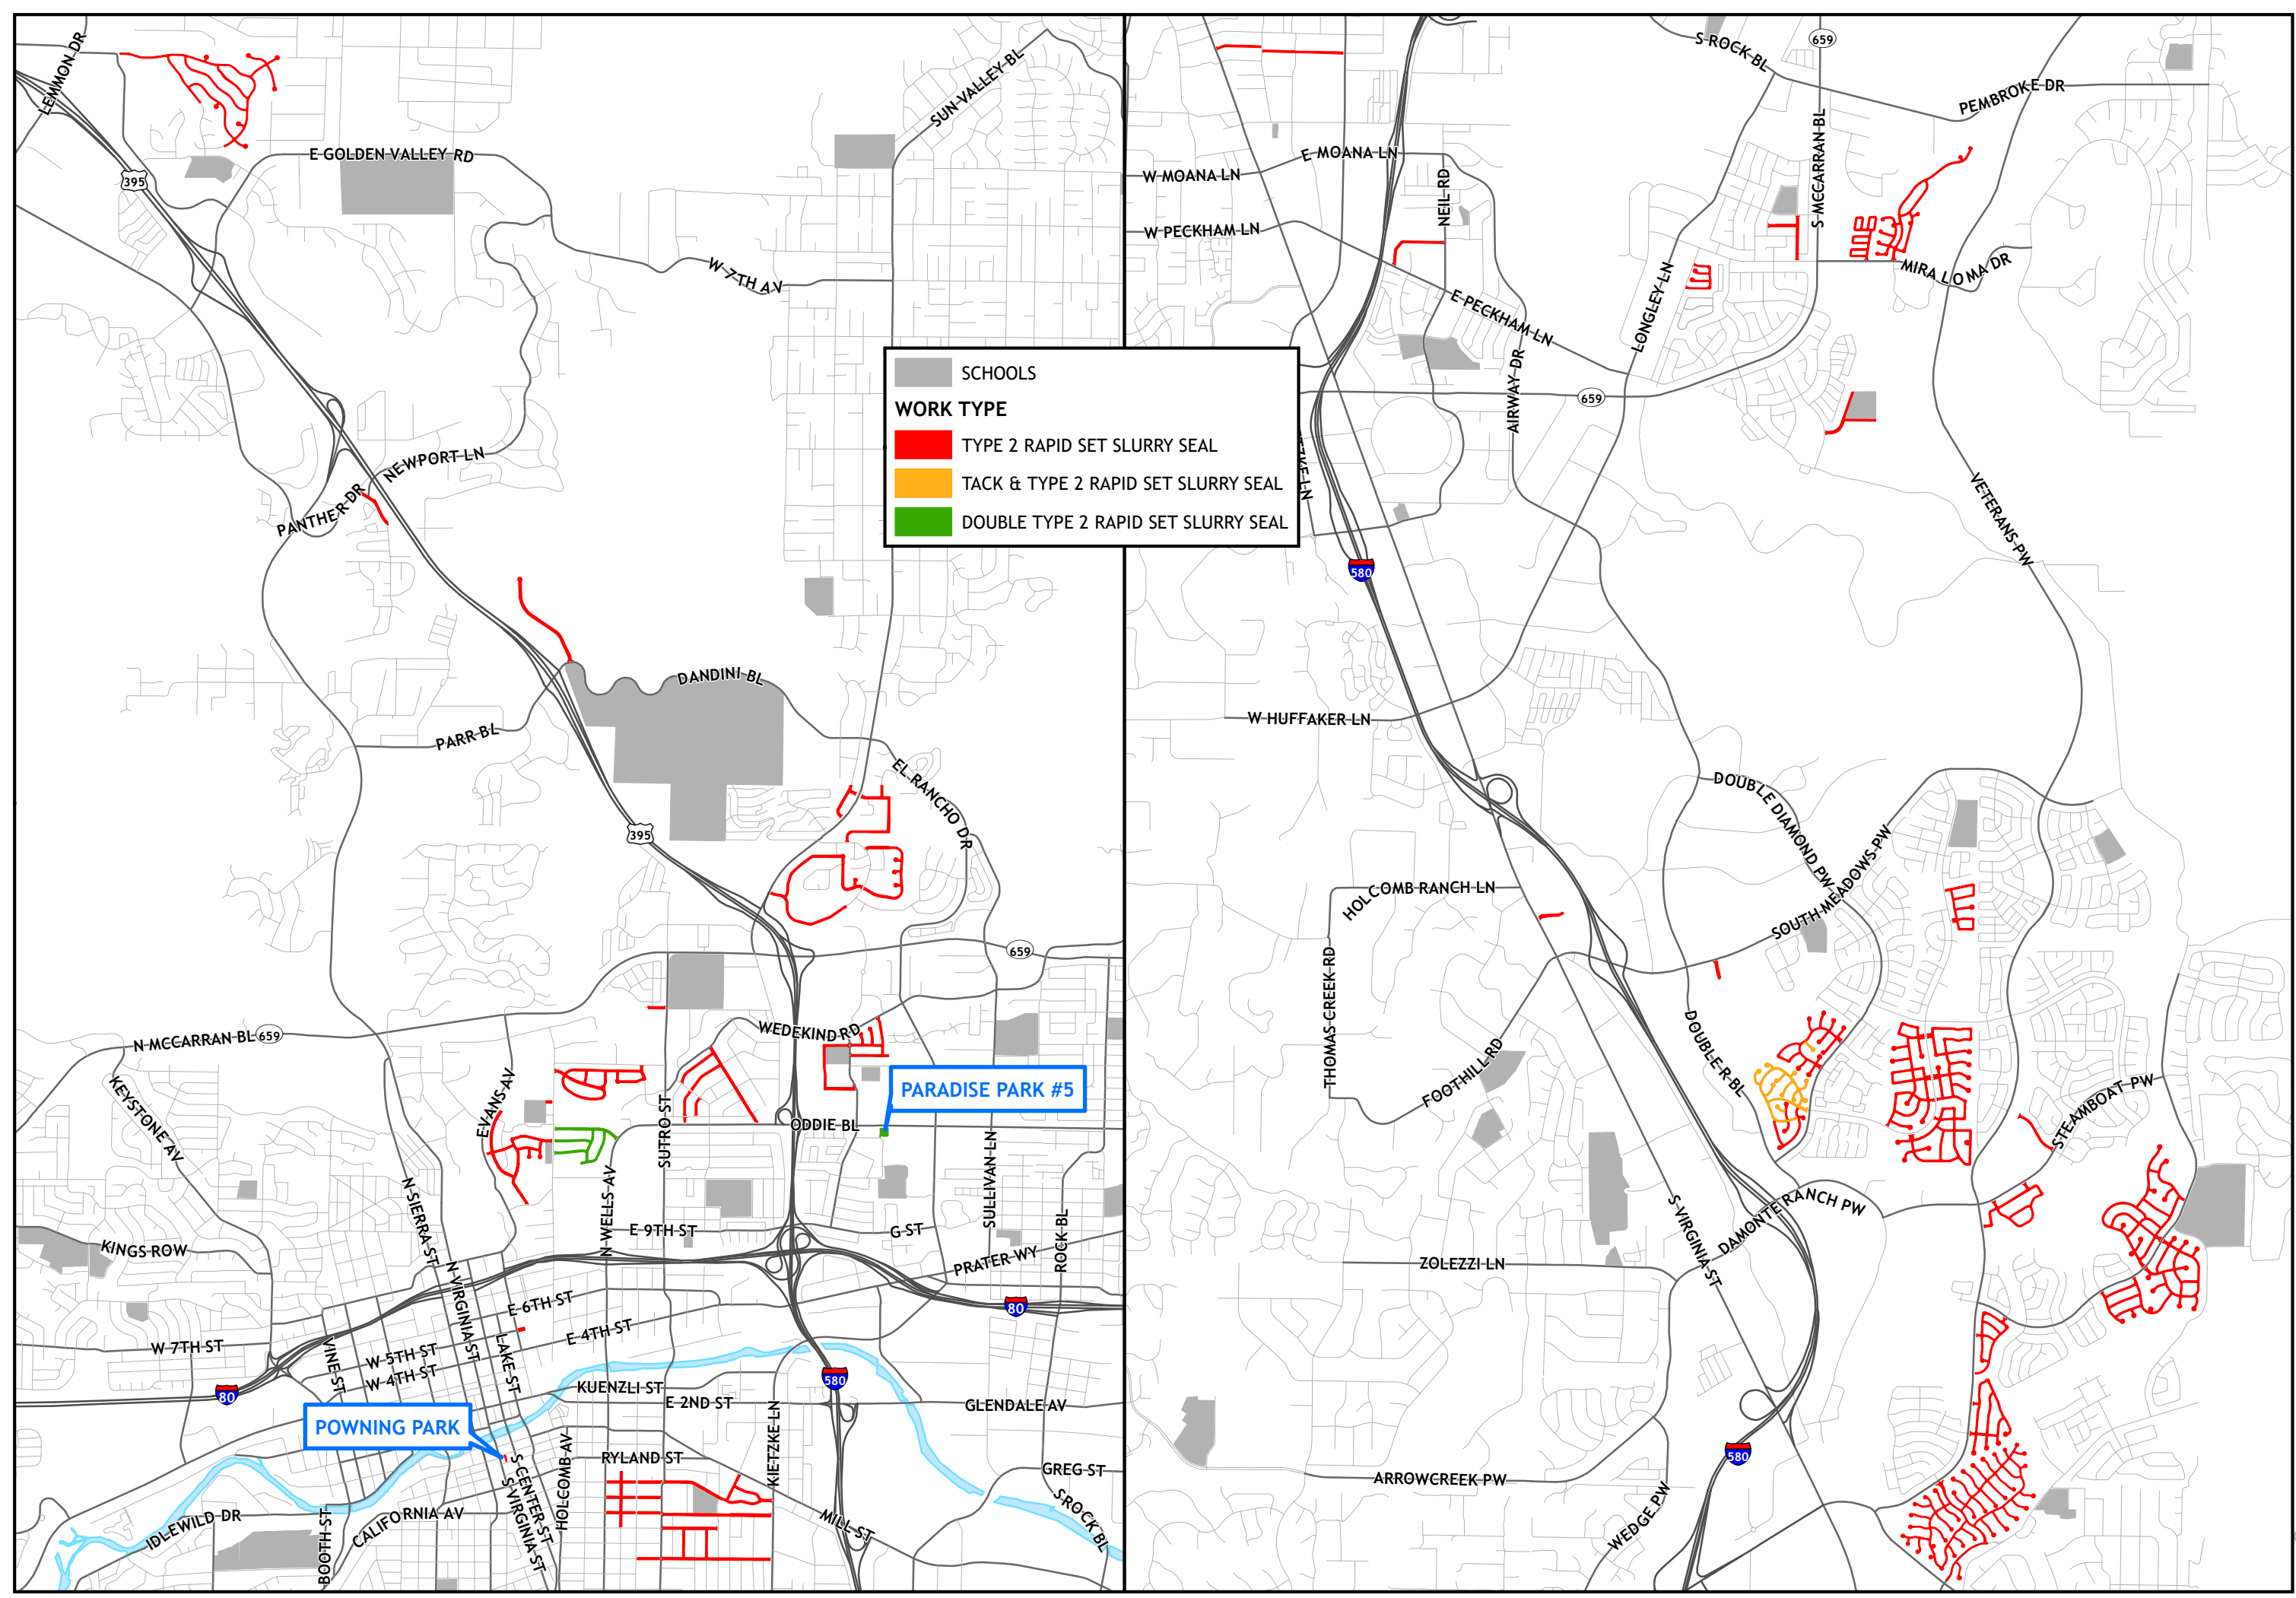 LEMMON DR
SUN VALLEY BL
E GOLDEN VALLEY RD
395
W 7TH AV
NEWPORT LN
PANTHER DR
DANDINI BL
PARR BL
EL RANCHO DR
395
659
N MCCARRAN BL
659
WEDEKIND RD
KEYSTONE AV
EVANS AV
SUTRO ST
PARADISE PARK #5
ODDIE BL
N SIERRA ST
N WELLS AV
SULLIVAN LN
ROCK BL
E 9TH ST
G ST
KINGS ROW
PRATER WY
N VIRGINIA ST
E 6TH ST
80
W 7TH ST
VINE ST
W 5TH ST
W 4TH ST
LAKE ST
E 4TH ST
80
580
KUENZLI ST
E 2ND ST
GLENDALE AV
POWNING PARK
KIETZKE LN
HOLCOMB AV
RYLAND ST
GREG ST
S CENTER ST
S VIRGINIA ST
IDLEWILD DR
BOOTH ST
CALIFORNIA AV
MILL ST
S ROCK BL
SCHOOLS
WORK TYPE
TYPE 2 RAPID SET SLURRY SEAL
TACK & TYPE 2 RAPID SET SLURRY SEAL
DOUBLE TYPE 2 RAPID SET SLURRY SEAL
S ROCK BL
659
PEMBROKE DR
S MCCARRAN BL
E MOANA LN
W MOANA LN
NEIL RD
W PECKHAM LN
MIRA LOMA DR
LONGLEY LN
E PECKHAM LN
AIRWAY DR
659
VETERANS PW
580
W HUFFAKER LN
DOUBLE DIAMOND PW
SOUTH MEADOWS PW
HOLCOMB RANCH LN
THOMAS CREEK RD
FOOTHILL RD
DOUBLE R BL
STEAMBOAT PW
S VIRGINIA ST
DAMONTE RANCH PW
ZOLEZZI LN
580
ARROWCREEK PW
WEDGE PW